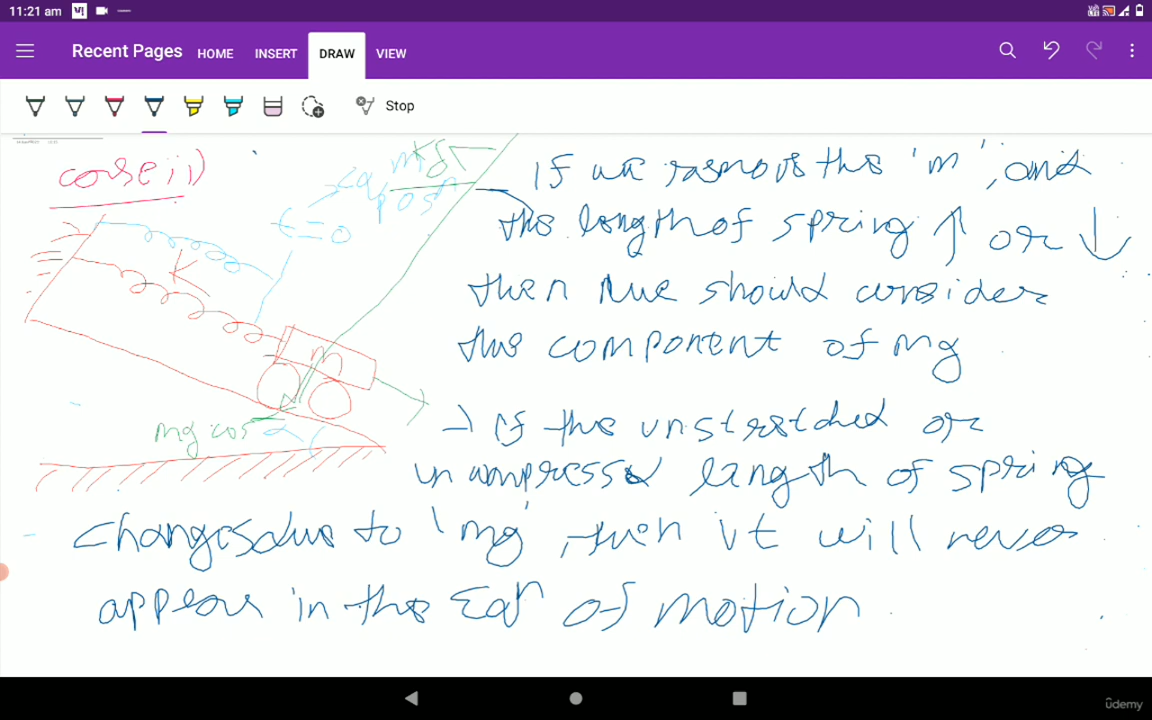 11:21 am
Recent Pages HOME INSERT DRAW VIEW
Stop
case ii)
t=0
K
m
mg cos α
If we remove the 'm', and
the length of spring ↑ or ↓
then we should consider
the component of mg
→ If the unstretched or
uncompressed length of spring
changes due to 'mg', then it will never
appear in the Eqn of motion
udemy